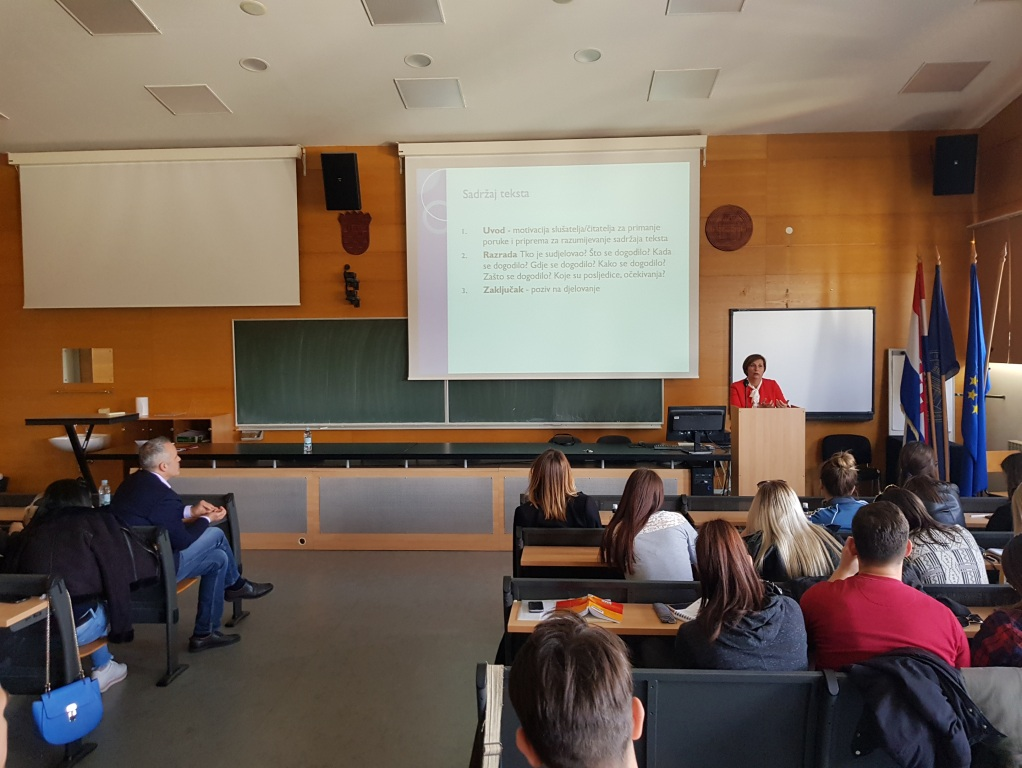 Sadržaj teksta
1. Uvod - motivacija slušatelja/čitatelja za primanje
poruke i priprema za razumijevanje sadržaja teksta
2. Razrada Tko je sudjelovao? Što se dogodilo? Kada
se dogodilo? Gdje se dogodilo? Kako se dogodilo?
Zašto se dogodilo? Koje su posljedice, očekivanja?
3. Zaključak - poziv na djelovanje